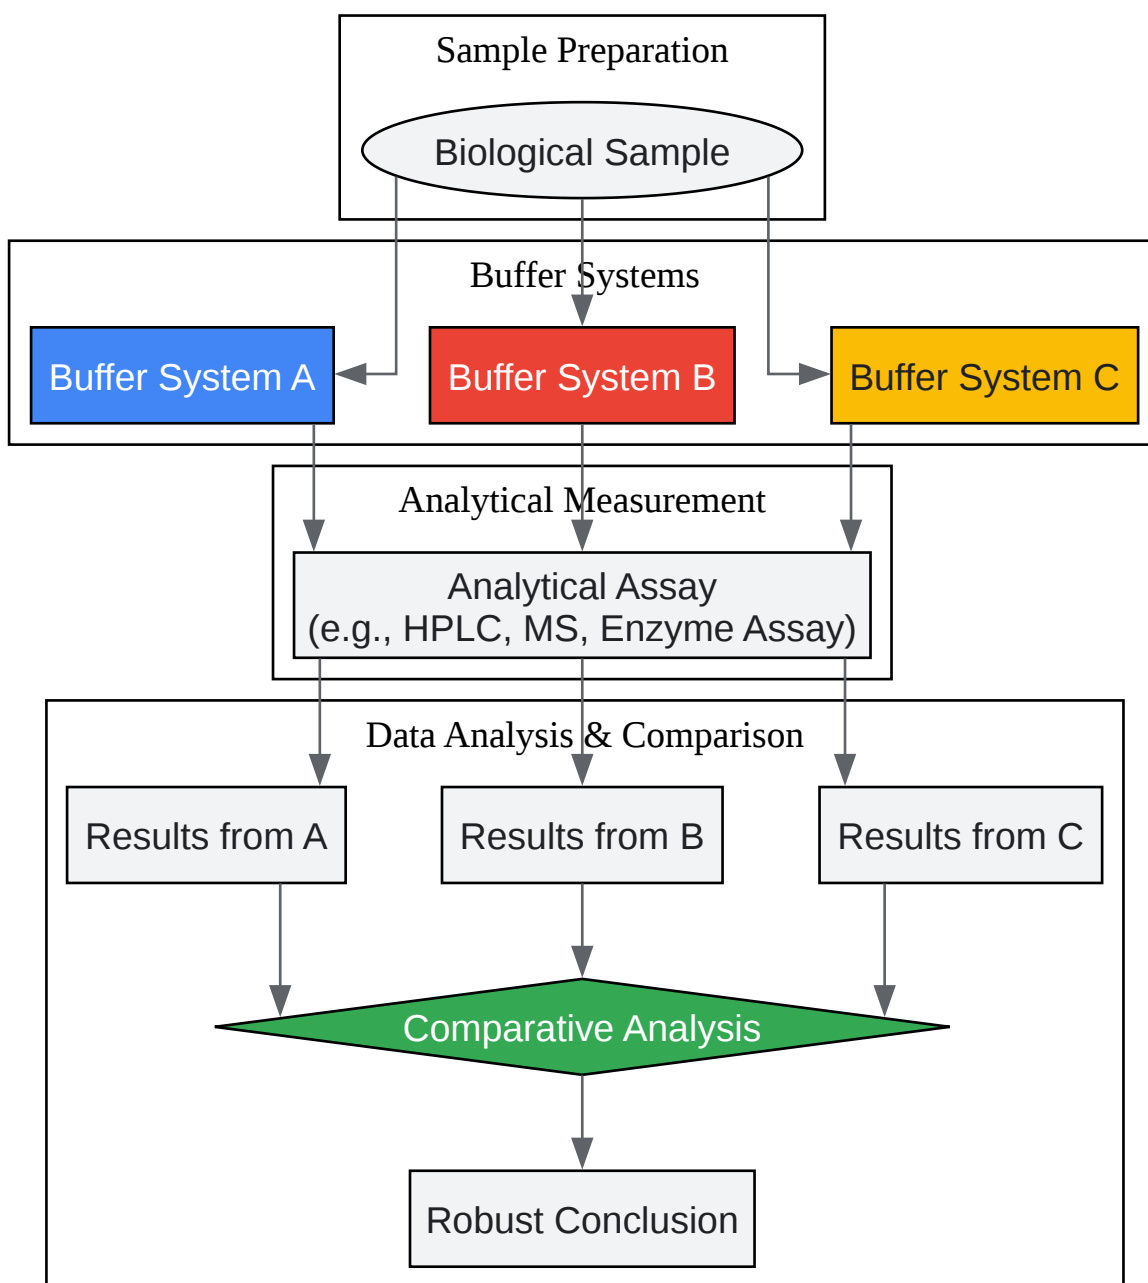 Sample Preparation
Biological Sample
Buffer Systems
Buffer System A
Buffer System B
Buffer System C
Analytical Measurement
Analytical Assay
(e.g., HPLC, MS, Enzyme Assay)
Data Analysis & Comparison
Results from A
Results from B
Results from C
Comparative Analysis
Robust Conclusion